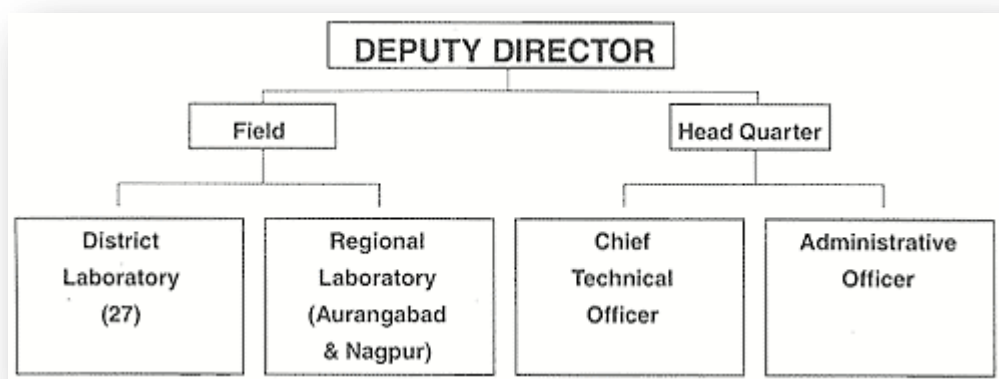 DEPUTY DIRECTOR
Field
Head Quarter
District
Laboratory
(27)
Regional
Laboratory
(Aurangabad
& Nagpur)
Chief
Technical
Officer
Administrative
Officer